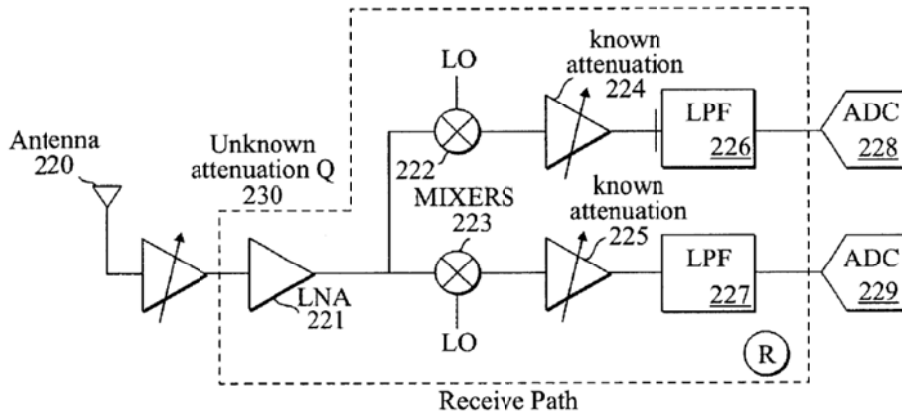 LO
known
attenuation
224
LPF
226
ADC
228
Antenna
220
Unknown
attenuation Q
230
222
MIXERS
223
known
attenuation
225
LPF
227
ADC
229
LNA
221
LO
R
Receive Path